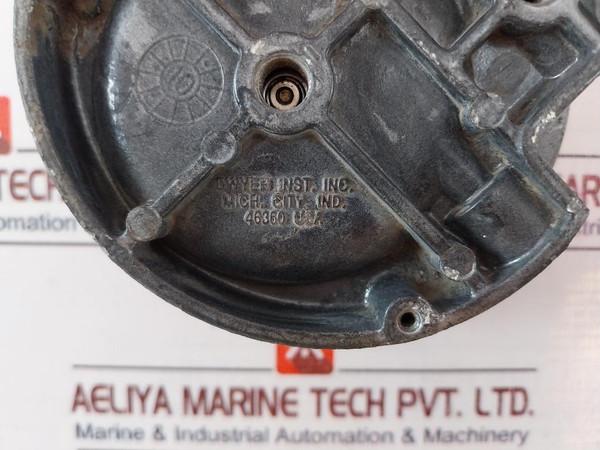 DWYER INST. INC.
MICH. CITY, IND.
46360 USA
AELIYA MARINE TECH PVT. LTD.
Marine & Industrial Automation & Machinery